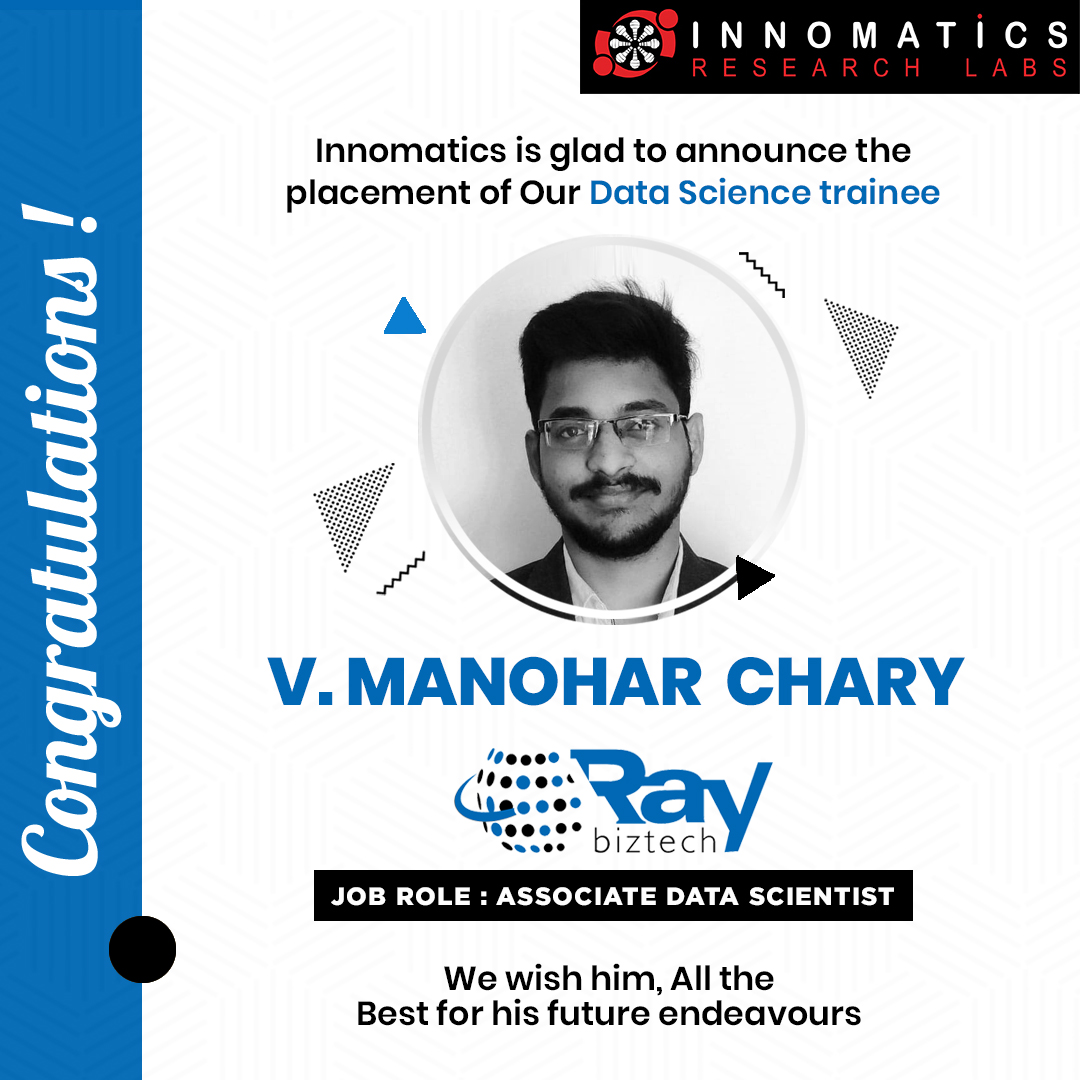 INNOMATICS
RESEARCH LABS
Innomatics is glad to announce the
placement of Our Data Science trainee
Congratulations !
V. MANOHAR CHARY
Ray
biztech
JOB ROLE : ASSOCIATE DATA SCIENTIST
We wish him, All the
Best for his future endeavours